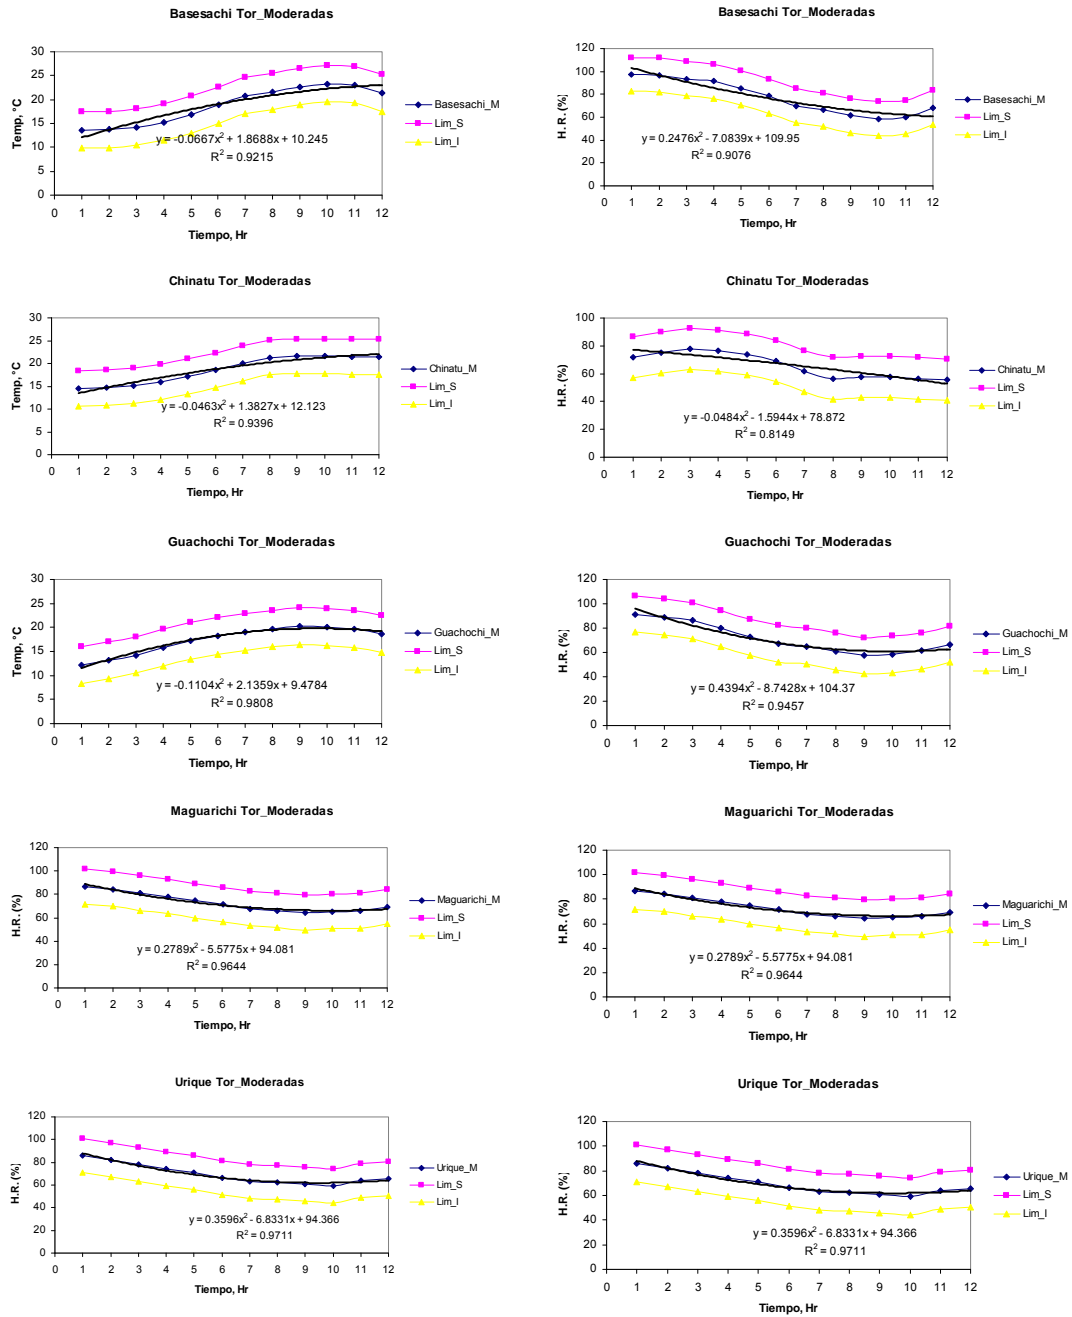 Basesachi Tor_Moderadas
30
25
20
15
10
5
0
Temp, °C
0 1 2 3 4 5 6 7 8 9 10 11 12
Tiempo, Hr
y = -0.0667x² + 1.8688x + 10.245
R² = 0.9215
Basesachi_M
Lim_S
Lim_I
Basesachi Tor_Moderadas
120
100
80
60
40
20
0
H. R. (%)
0 1 2 3 4 5 6 7 8 9 10 11 12
Tiempo, Hr
y = 0.2476x² - 7.0839x + 109.95
R² = 0.9076
Basesachi_M
Lim_S
Lim_I
Chinatu Tor_Moderadas
30
25
20
15
10
5
0
Temp, °C
0 1 2 3 4 5 6 7 8 9 10 11 12
Tiempo, Hr
y = -0.0463x² + 1.3827x + 12.123
R² = 0.9396
Chinatu_M
Lim_S
Lim_I
Chinatu Tor_Moderadas
100
80
60
40
20
0
H.R. (%)
0 1 2 3 4 5 6 7 8 9 10 11 12
Tiempo, Hr
y = -0.0484x² - 1.5944x + 78.872
R² = 0.8149
Chinatu_M
Lim_S
Lim_I
Guachochi Tor_Moderadas
30
25
20
15
10
5
0
Temp, °C
0 1 2 3 4 5 6 7 8 9 10 11 12
Tiempo, Hr
y = -0.1104x² + 2.1359x + 9.4784
R² = 0.9808
Guachochi_M
Lim_S
Lim_I
Guachochi Tor_Moderadas
120
100
80
60
40
20
0
H.R. (%)
0 1 2 3 4 5 6 7 8 9 10 11 12
Tiempo, Hr
y = 0.4394x² - 8.7428x + 104.37
R² = 0.9457
Guachochi_M
Lim_S
Lim_I
Maguarichi Tor_Moderadas
120
100
80
60
40
20
0
H.R. (%)
0 1 2 3 4 5 6 7 8 9 10 11 12
Tiempo, Hr
y = 0.2789x² - 5.5775x + 94.081
R² = 0.9644
Maguarichi_M
Lim_S
Lim_I
Maguarichi Tor_Moderadas
120
100
80
60
40
20
0
H.R. (%)
0 1 2 3 4 5 6 7 8 9 10 11 12
Tiempo, Hr
y = 0.2789x² - 5.5775x + 94.081
R² = 0.9644
Maguarichi_M
Lim_S
Lim_I
Urique Tor_Moderadas
120
100
80
60
40
20
0
H.R. (%)
0 1 2 3 4 5 6 7 8 9 10 11 12
Tiempo, Hr
y = 0.3596x² - 6.8331x + 94.366
R² = 0.9711
Urique_M
Lim_S
Lim_I
Urique Tor_Moderadas
120
100
80
60
40
20
0
H.R. (%)
0 1 2 3 4 5 6 7 8 9 10 11 12
Tiempo, Hr
y = 0.3596x² - 6.8331x + 94.366
R² = 0.9711
Urique_M
Lim_S
Lim_I